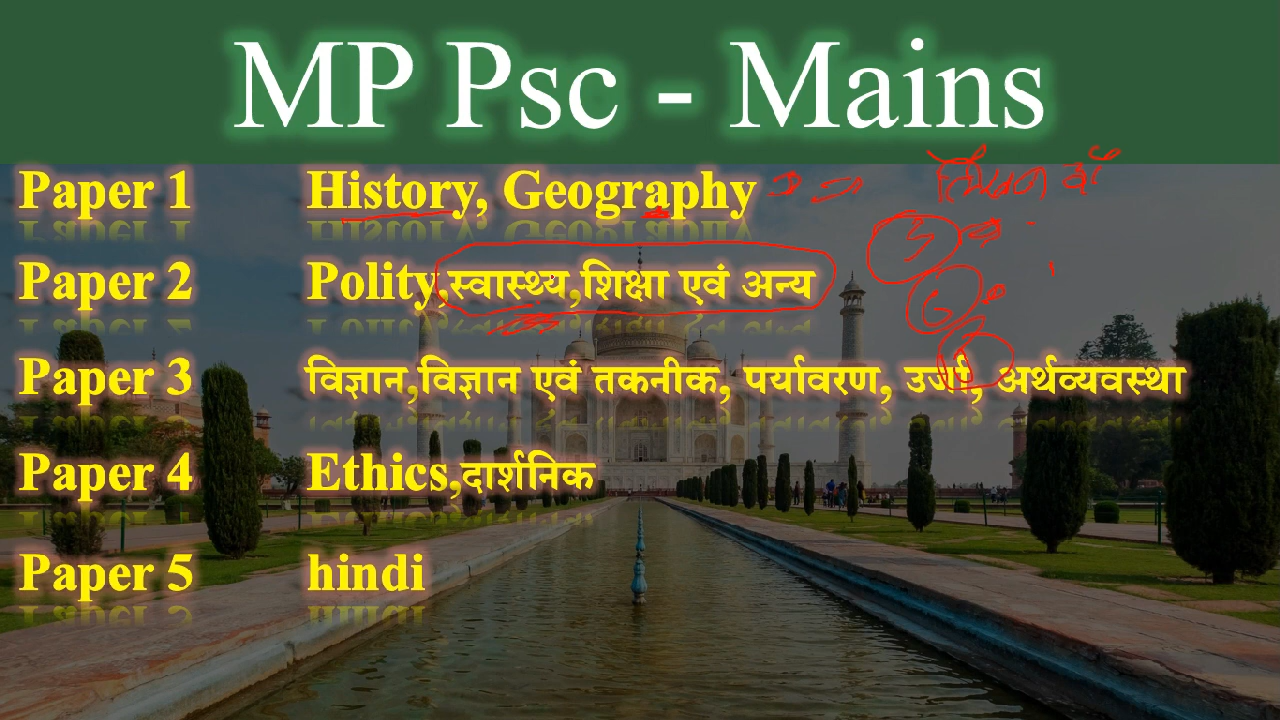 MP Psc - Mains
Paper 1 History, Geography
Paper 2 Polity,स्वास्थ्य,शिक्षा एवं अन्य
Paper 3 विज्ञान,विज्ञान एवं तकनीक, पर्यावरण, उर्जा, अर्थव्यवस्था
Paper 4 Ethics,दार्शनिक
Paper 5 hindi